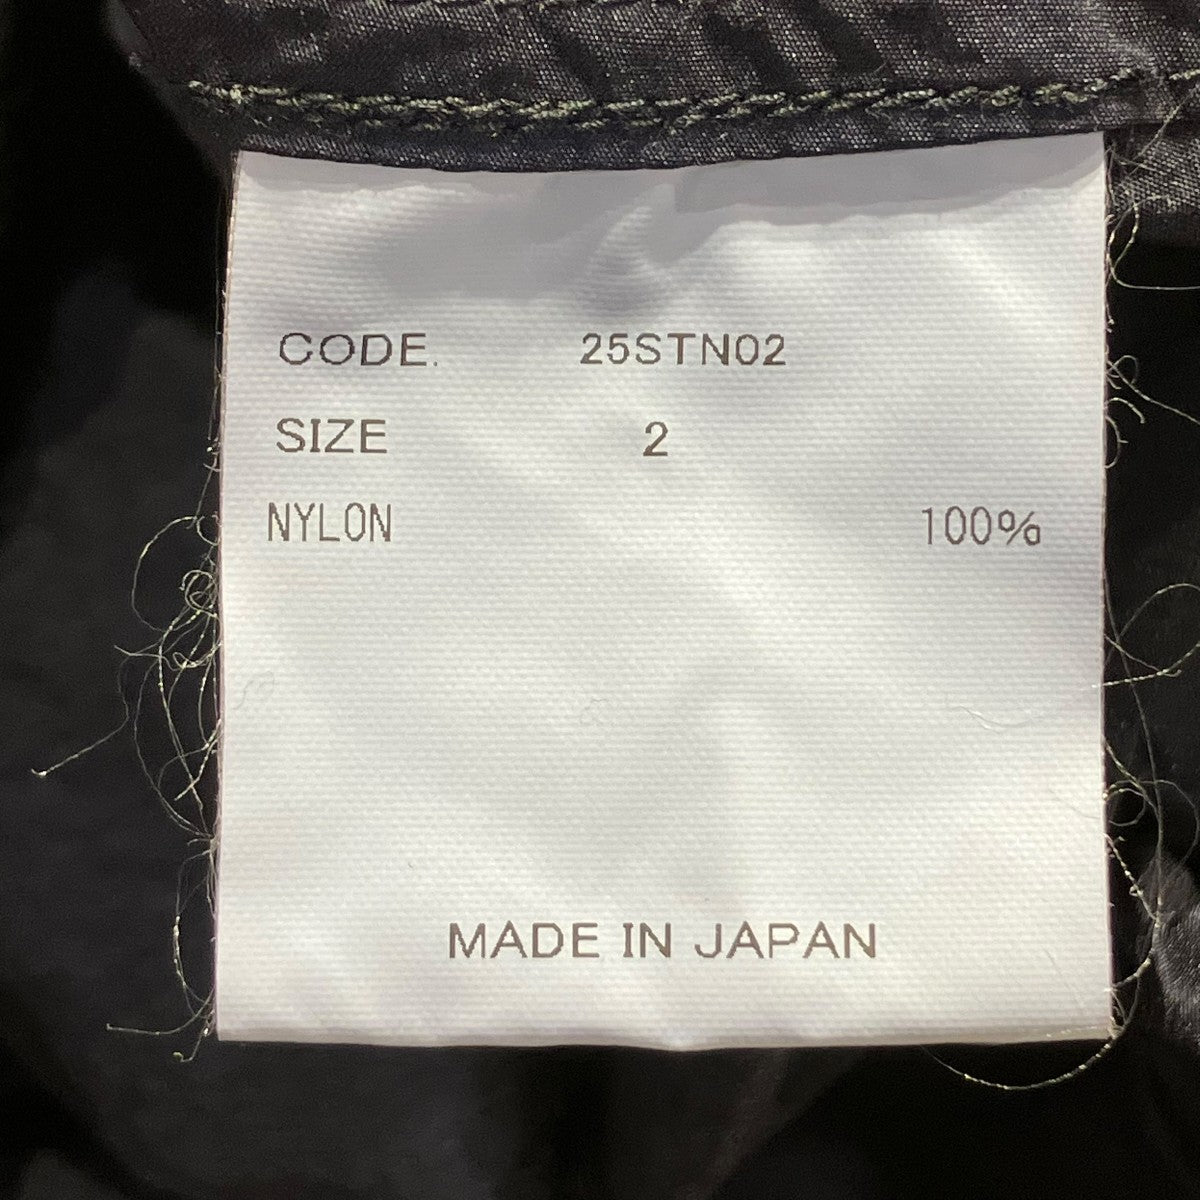 CODE. 25STN02
SIZE 2
NYLON 100%
MADE IN JAPAN